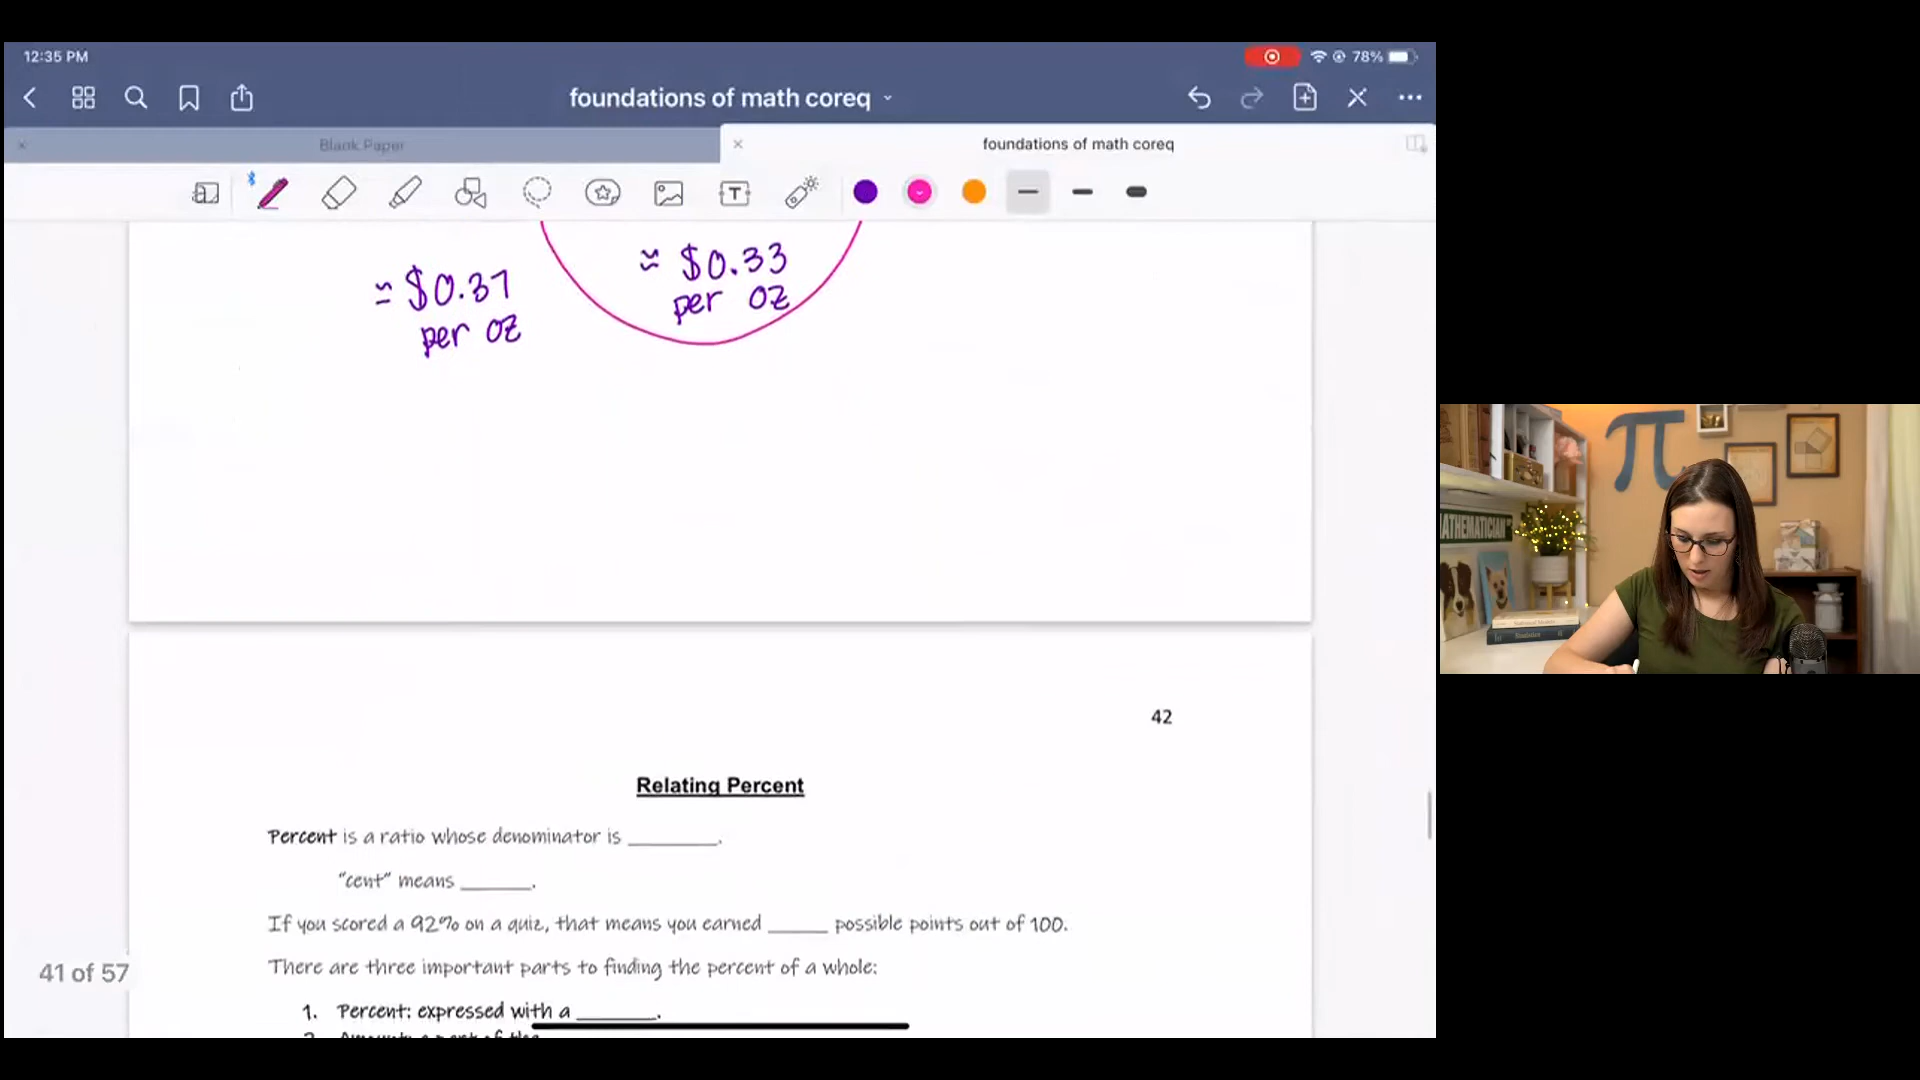 12:35 PM
78%
foundations of math coreq
Blank Paper
foundations of math coreq
T
≈ $0.37
per oz
≈ $0.33
per oz
42
Relating Percent
Percent is a ratio whose denominator is ________.
"cent" means ______.
If you scored a 92% on a quiz, that means you earned _____ possible points out of 100.
There are three important parts to finding the percent of a whole:
1. Percent: expressed with a _______.
41 of 57
π
MATHEMATICIAN